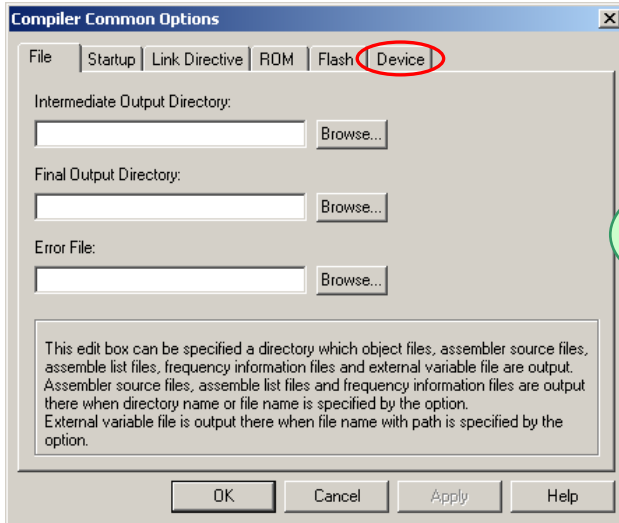 Compiler Common Options
File Startup Link Directive ROM Flash Device
Intermediate Output Directory:
Browse...
Final Output Directory:
Browse...
Error File:
Browse...
This edit box can be specified a directory which object files, assembler source files,
assemble list files, frequency information files and external variable file are output.
Assembler source files, assemble list files and frequency information files are output
there when directory name or file name is specified by the option.
External variable file is output there when file name with path is specified by the
option.
OK Cancel Apply Help